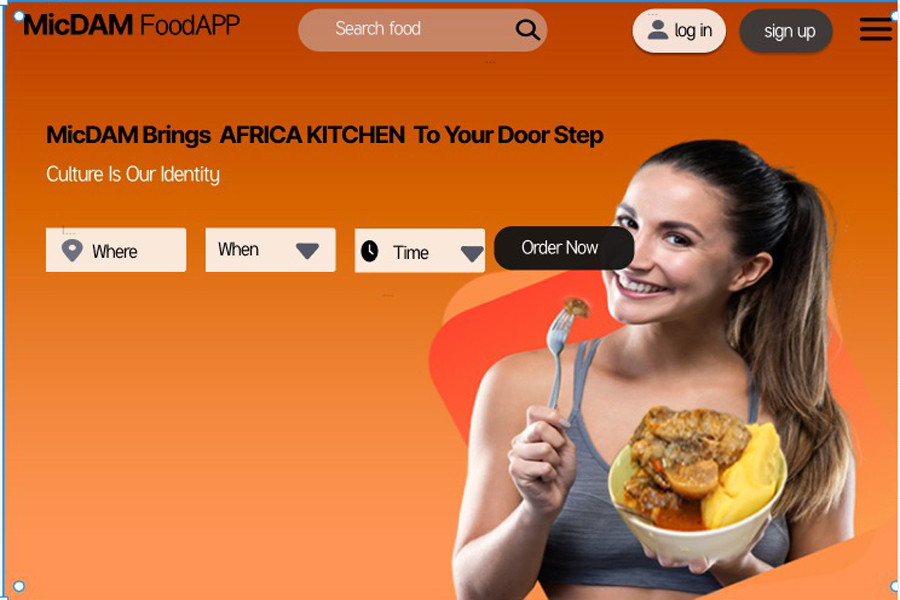 MicDAM FoodAPP
Search food
log in
sign up
MicDAM Brings AFRICA KITCHEN To Your Door Step
Culture Is Our Identity
Where
When
Time
Order Now